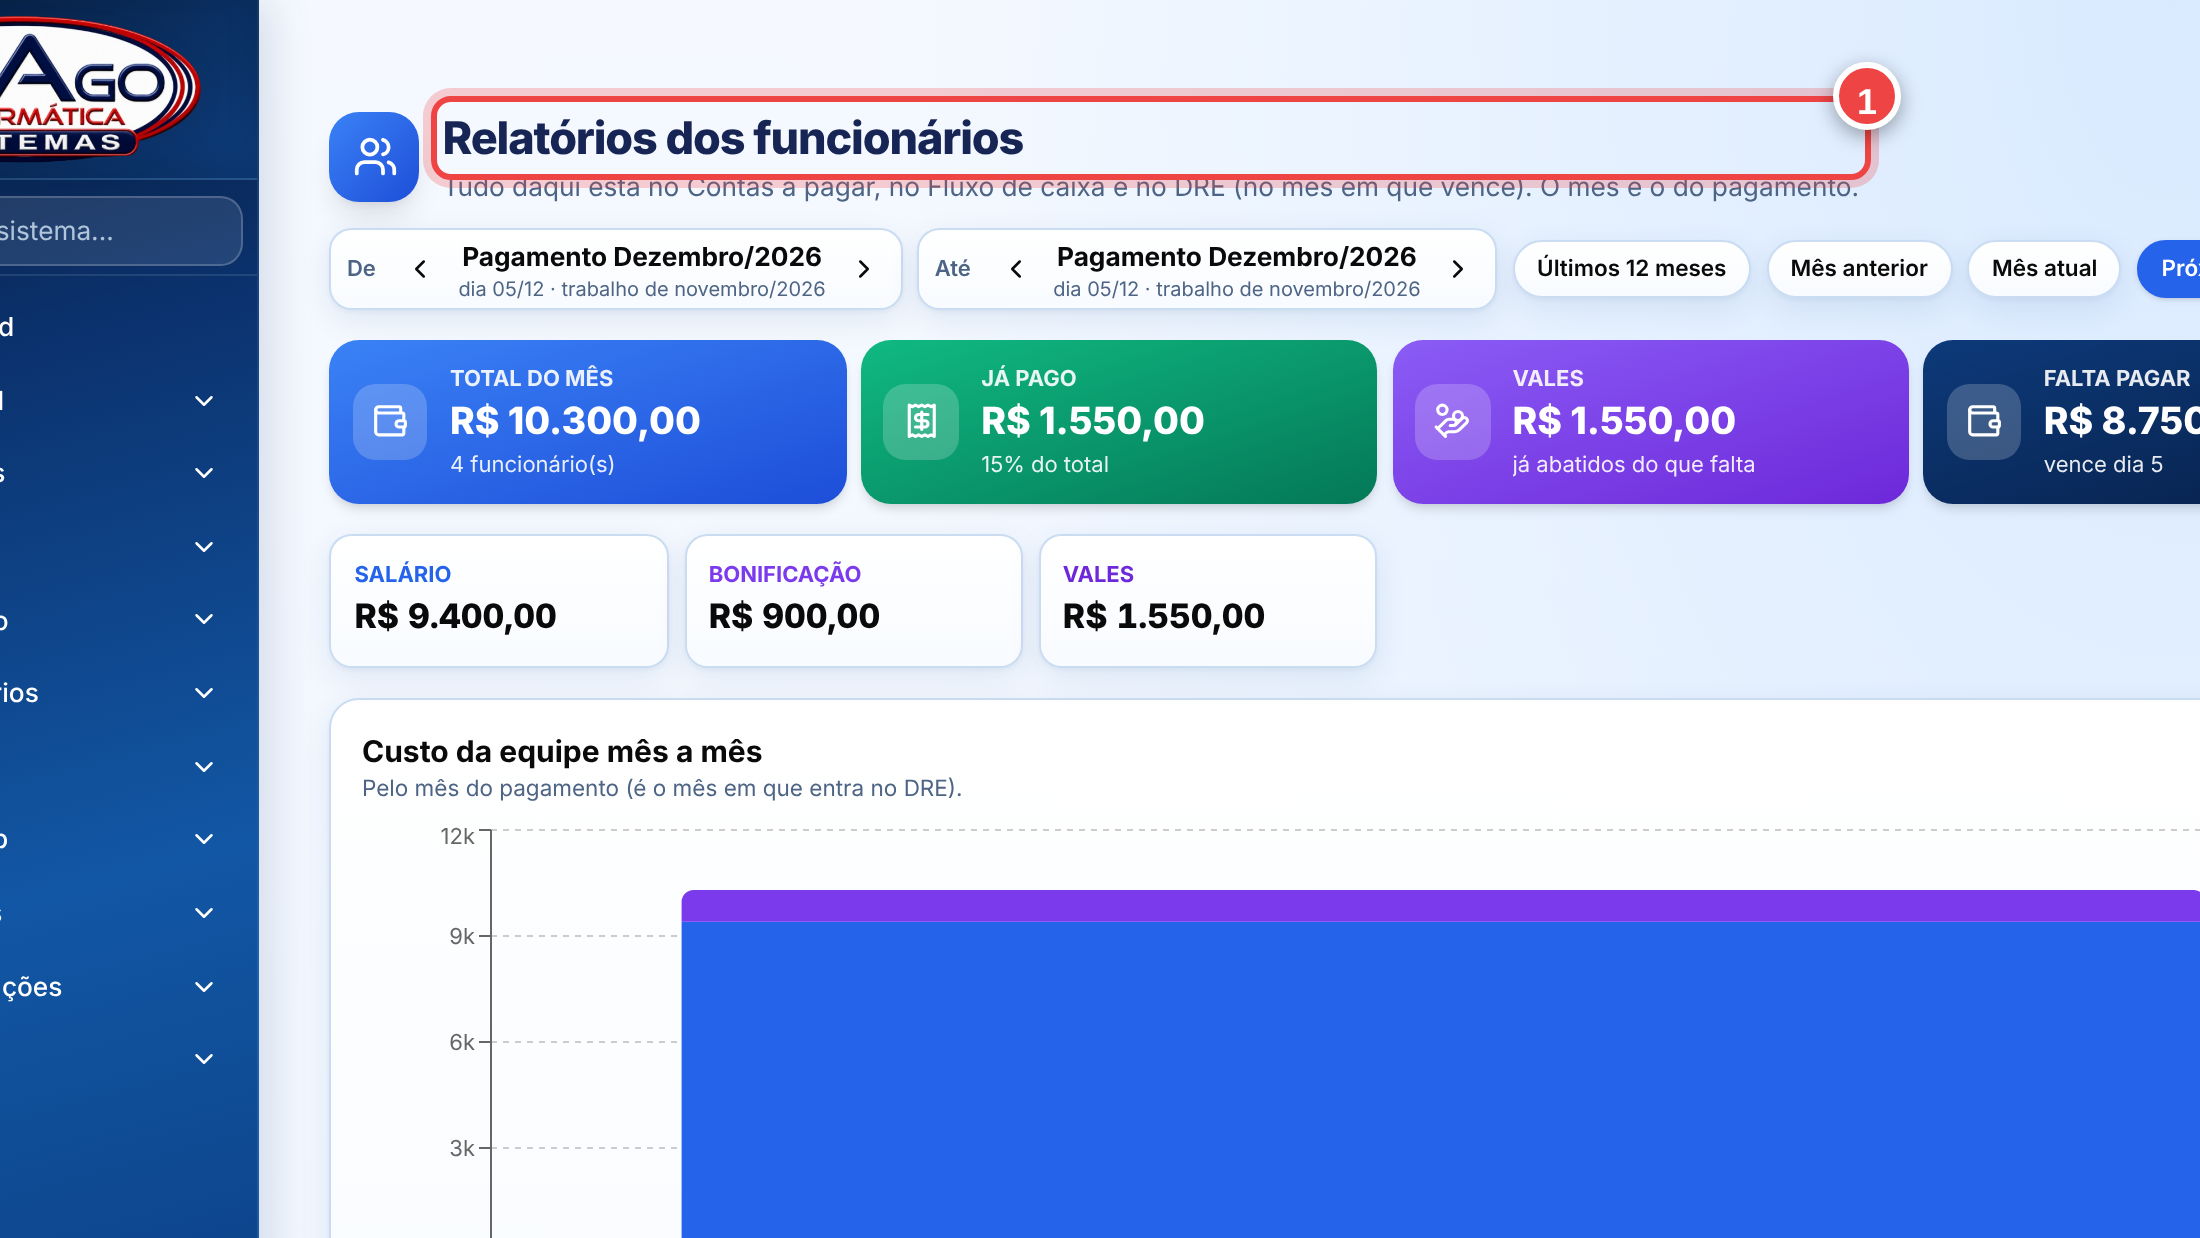 AGO
RMÁTICA
TEMAS
sistema...
d
rios
ções
1
Relatórios dos funcionários
Tudo daqui está no Contas a pagar, no Fluxo de caixa e no DRE (no mês em que vence). O mês é o do pagamento.
De
Pagamento Dezembro/2026
dia 05/12 · trabalho de novembro/2026
Até
Pagamento Dezembro/2026
dia 05/12 · trabalho de novembro/2026
Últimos 12 meses
Mês anterior
Mês atual
Pró
TOTAL DO MÊS
R$ 10.300,00
4 funcionário(s)
JÁ PAGO
R$ 1.550,00
15% do total
VALES
R$ 1.550,00
já abatidos do que falta
FALTA PAGAR
R$ 8.750
vence dia 5
SALÁRIO
R$ 9.400,00
BONIFICAÇÃO
R$ 900,00
VALES
R$ 1.550,00
Custo da equipe mês a mês
Pelo mês do pagamento (é o mês em que entra no DRE).
12k
9k
6k
3k